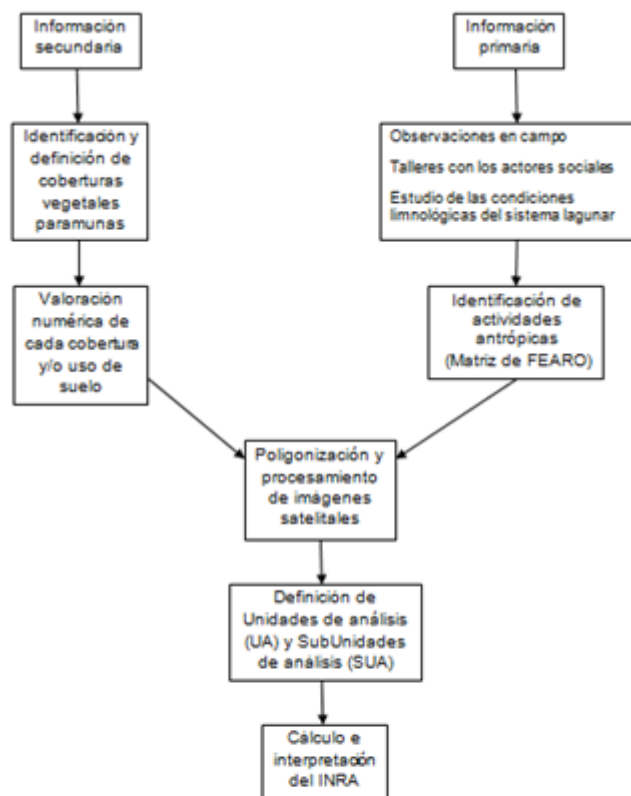 Información
secundaria
Información
primaria
Identificación y
definición de
coberturas
vegetales
paramunas
Observaciones en campo
Talleres con los actores sociales
Estudio de las condiciones
limnológicas del sistema lagunar
Valoración
numérica de
cada cobertura
y/o uso de
suelo
Identificación de
actividades
antrópicas
(Matriz de FEARO)
Poligonización y
procesamiento
de imágenes
satelitales
Definición de
Unidades de análisis
(UA) y SubUnidades
de análisis (SUA)
Cálculo e
interpretación
del INRA